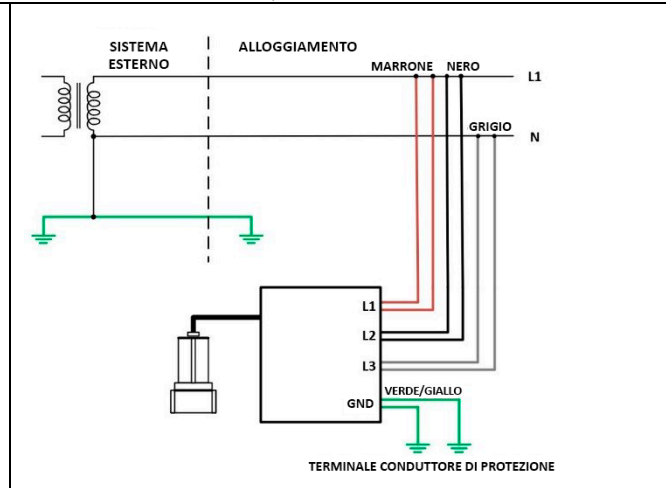 SISTEMA
ESTERNO
ALLOGGIAMENTO
MARRONE NERO
L1
GRIGIO
N
L1
L2
L3
VERDE/GIALLO
GND
TERMINALE CONDUTTORE DI PROTEZIONE